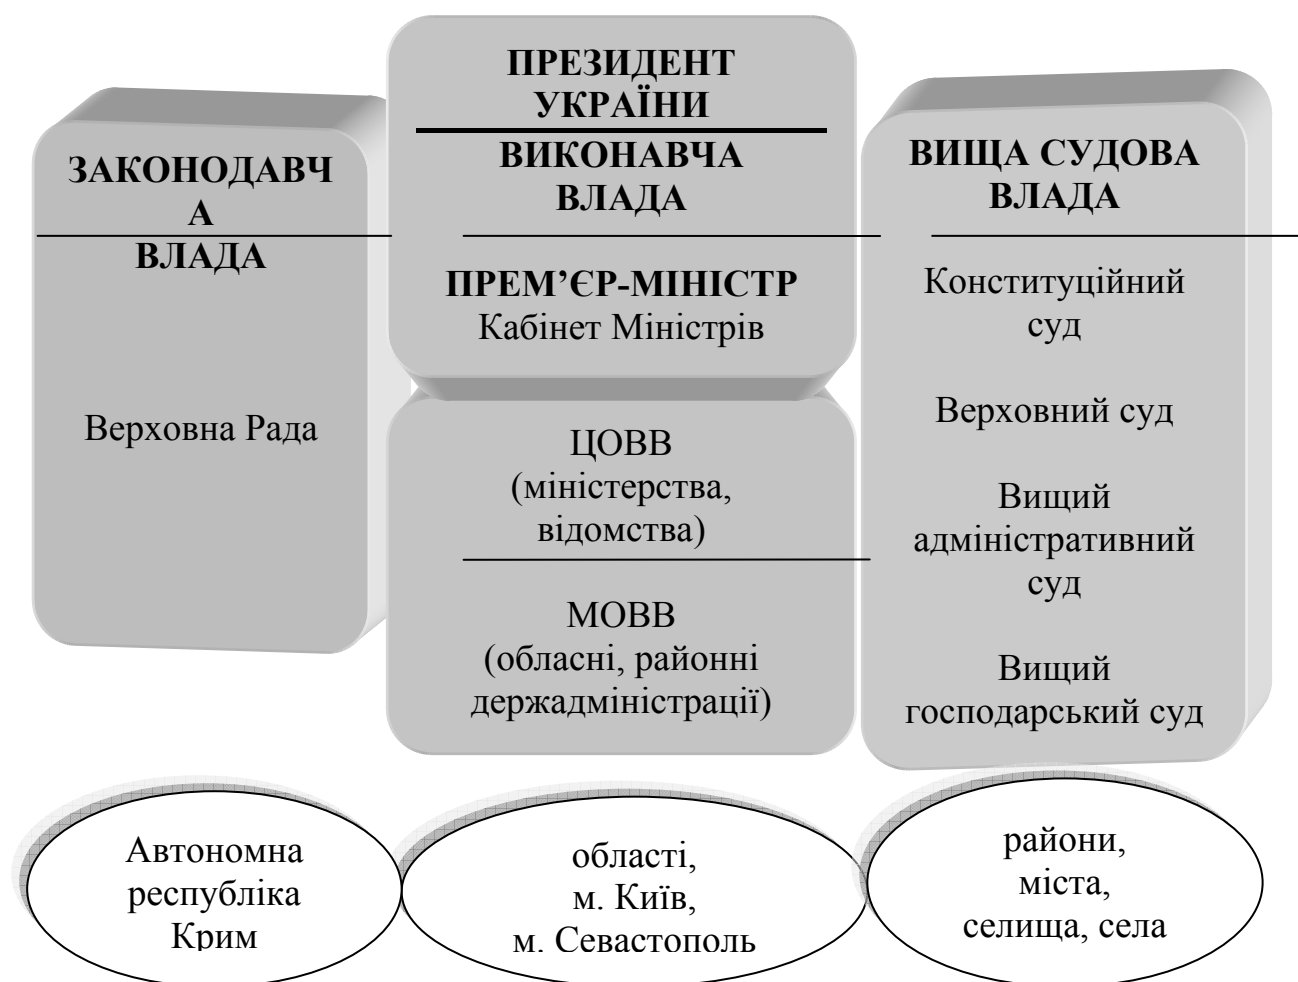 ЗАКОНОДАВЧ
А
ВЛАДА
Верховна Рада
ПРЕЗИДЕНТ
УКРАЇНИ
ВИКОНАВЧА
ВЛАДА
ПРЕМ’ЄР-МІНІСТР
Кабінет Міністрів
ЦОВВ
(міністерства,
відомства)
МОВВ
(обласні, районні
держадміністрації)
ВИЩА СУДОВА
ВЛАДА
Конституційний
суд
Верховний суд
Вищий
адміністративний
суд
Вищий
господарський суд
Автономна
республіка
Крим
області,
м. Київ,
м. Севастополь
райони,
міста,
селища, села